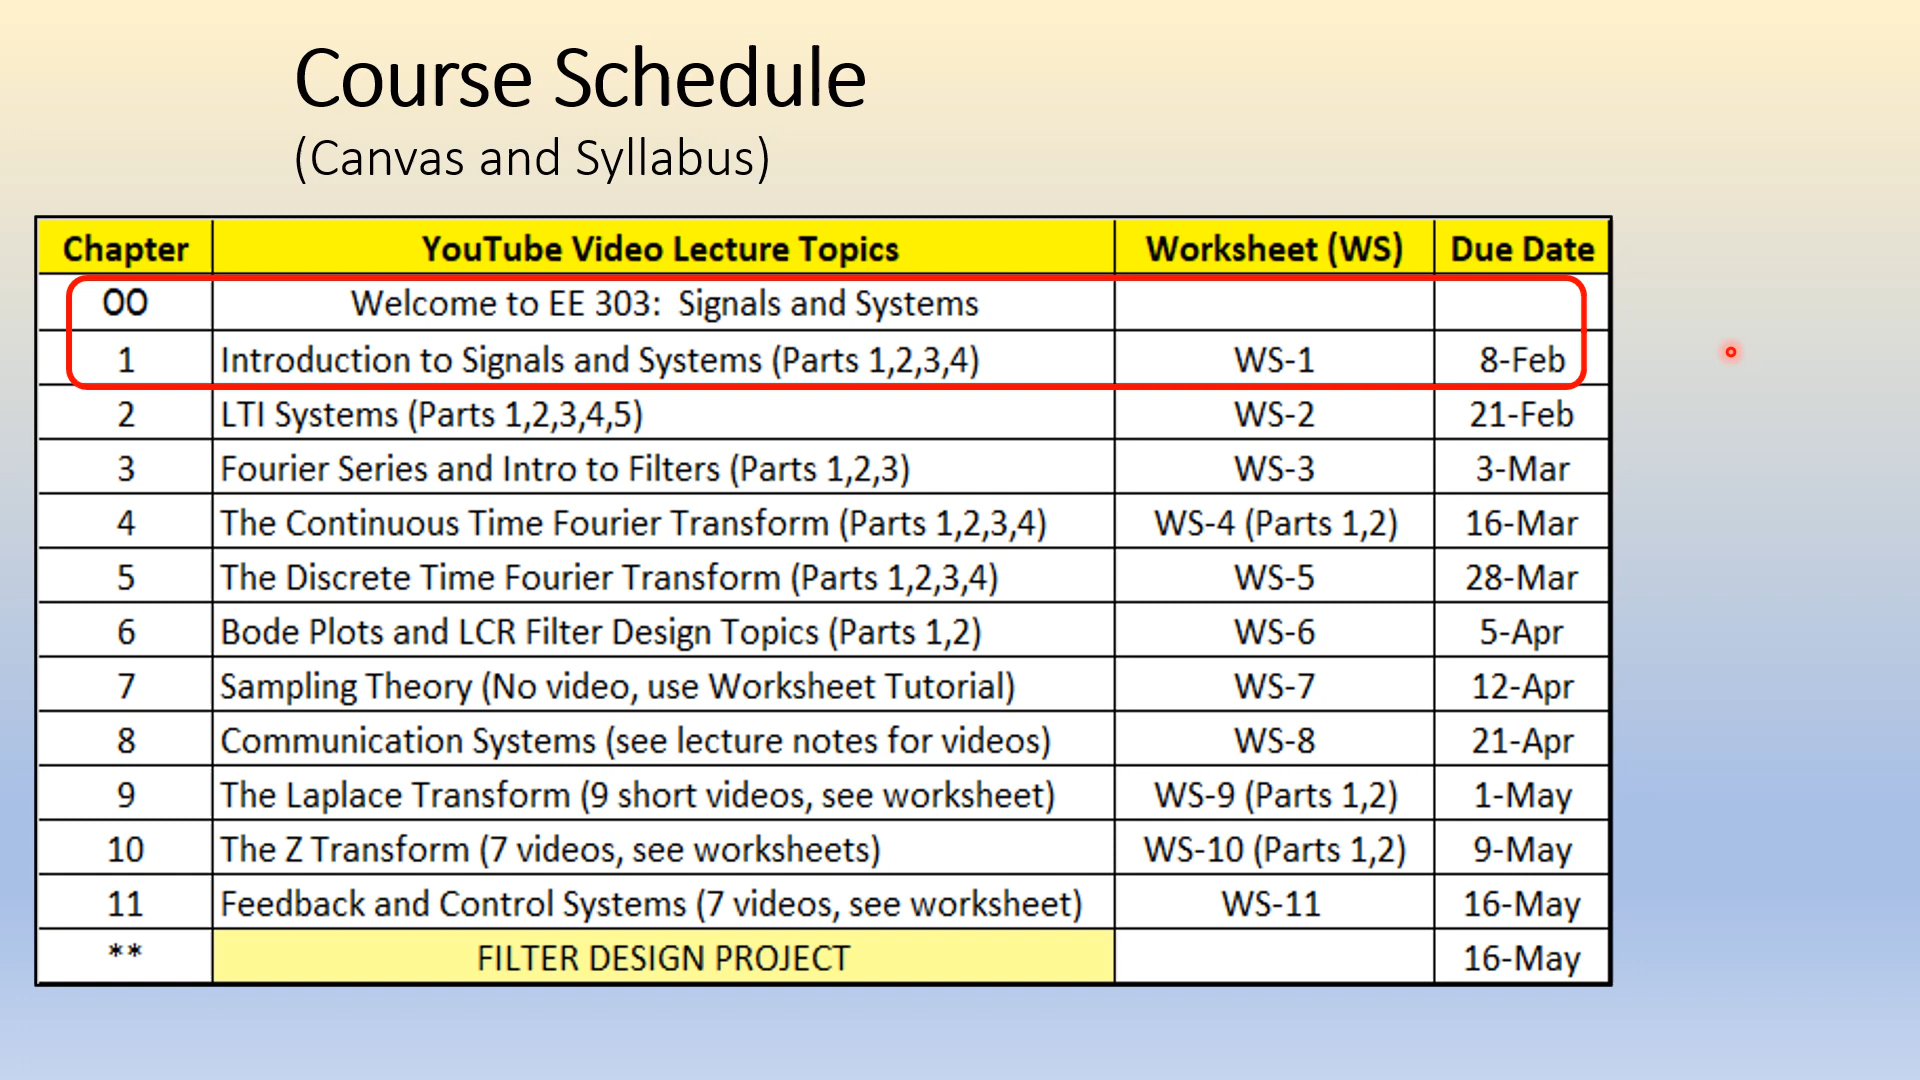 Course Schedule
(Canvas and Syllabus)
Chapter YouTube Video Lecture Topics Worksheet (WS) Due Date
00 Welcome to EE 303: Signals and Systems
1 Introduction to Signals and Systems (Parts 1,2,3,4) WS-1 8-Feb
2 LTI Systems (Parts 1,2,3,4,5) WS-2 21-Feb
3 Fourier Series and Intro to Filters (Parts 1,2,3) WS-3 3-Mar
4 The Continuous Time Fourier Transform (Parts 1,2,3,4) WS-4 (Parts 1,2) 16-Mar
5 The Discrete Time Fourier Transform (Parts 1,2,3,4) WS-5 28-Mar
6 Bode Plots and LCR Filter Design Topics (Parts 1,2) WS-6 5-Apr
7 Sampling Theory (No video, use Worksheet Tutorial) WS-7 12-Apr
8 Communication Systems (see lecture notes for videos) WS-8 21-Apr
9 The Laplace Transform (9 short videos, see worksheet) WS-9 (Parts 1,2) 1-May
10 The Z Transform (7 videos, see worksheets) WS-10 (Parts 1,2) 9-May
11 Feedback and Control Systems (7 videos, see worksheet) WS-11 16-May
** FILTER DESIGN PROJECT 16-May